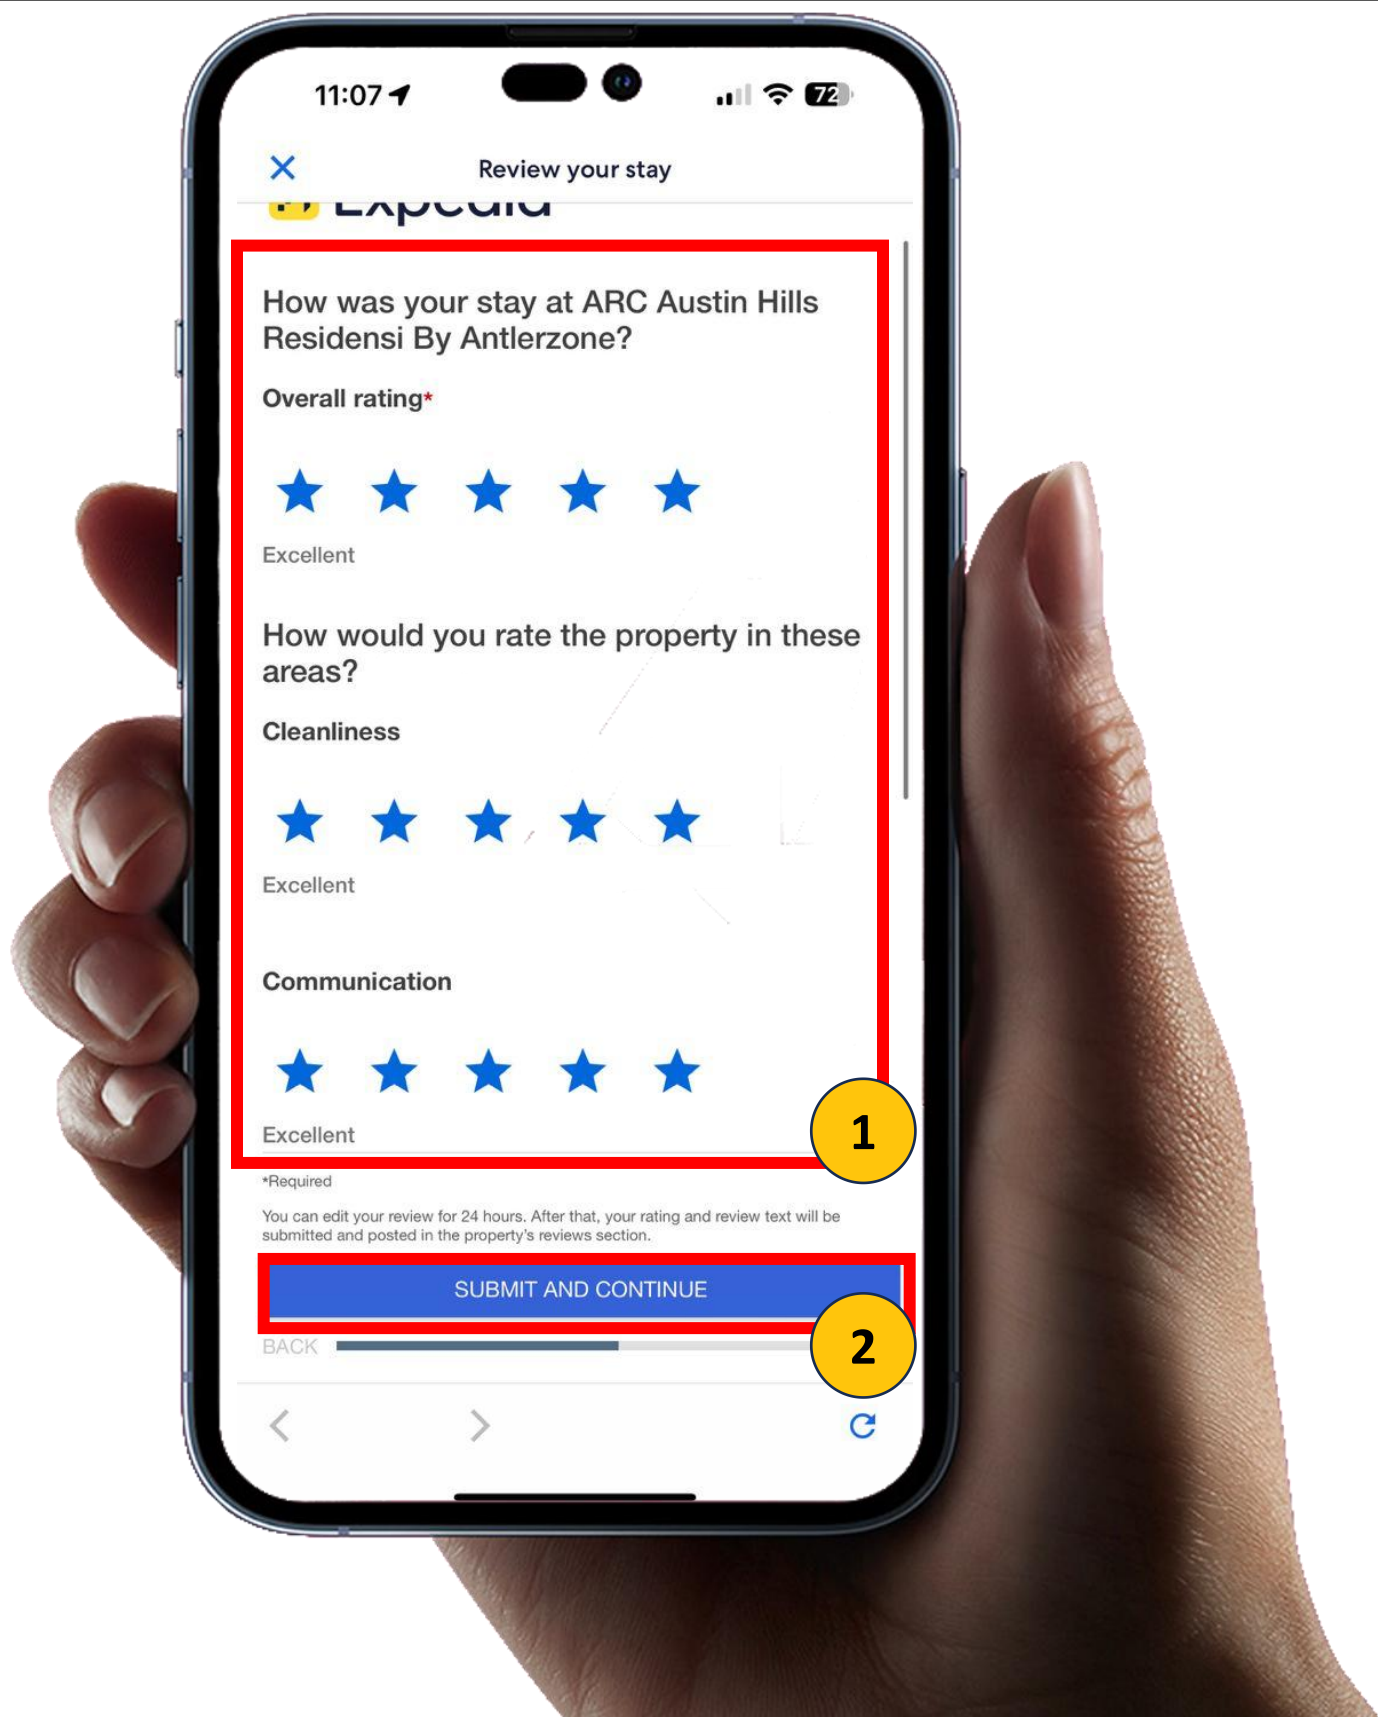 11:07
72
Review your stay
Expedia
How was your stay at ARC Austin Hills
Residensi By Antlerzone?
Overall rating*
Excellent
How would you rate the property in these
areas?
Cleanliness
Excellent
Communication
Excellent
1
*Required
You can edit your review for 24 hours. After that, your rating and review text will be
submitted and posted in the property's reviews section.
SUBMIT AND CONTINUE
2
BACK